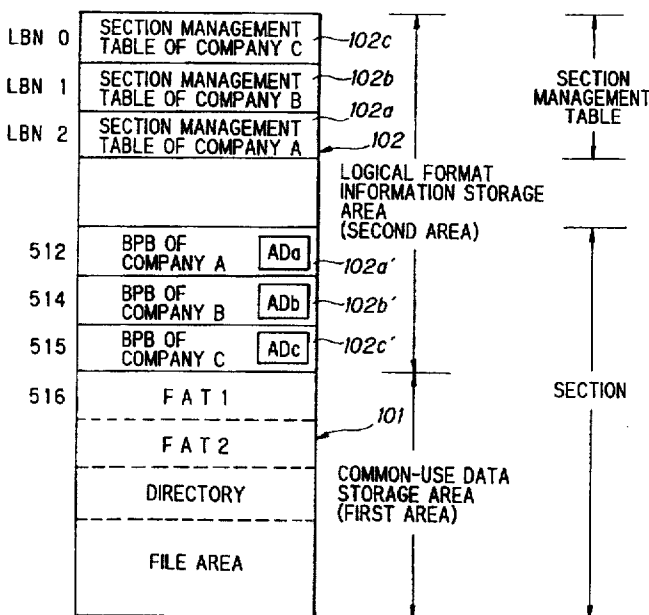 LBN 0
SECTION MANAGEMENT
TABLE OF COMPANY C
102c
LBN 1
SECTION MANAGEMENT
TABLE OF COMPANY B
102b
LBN 2
SECTION MANAGEMENT
TABLE OF COMPANY A
102a
102
SECTION
MANAGEMENT
TABLE
LOGICAL FORMAT
INFORMATION STORAGE
AREA
(SECOND AREA)
512
BPB OF
COMPANY A
ADa
102a'
514
BPB OF
COMPANY B
ADb
102b'
515
BPB OF
COMPANY C
ADc
102c'
SECTION
516
FAT1
101
FAT2
DIRECTORY
COMMON-USE DATA
STORAGE AREA
(FIRST AREA)
FILE AREA